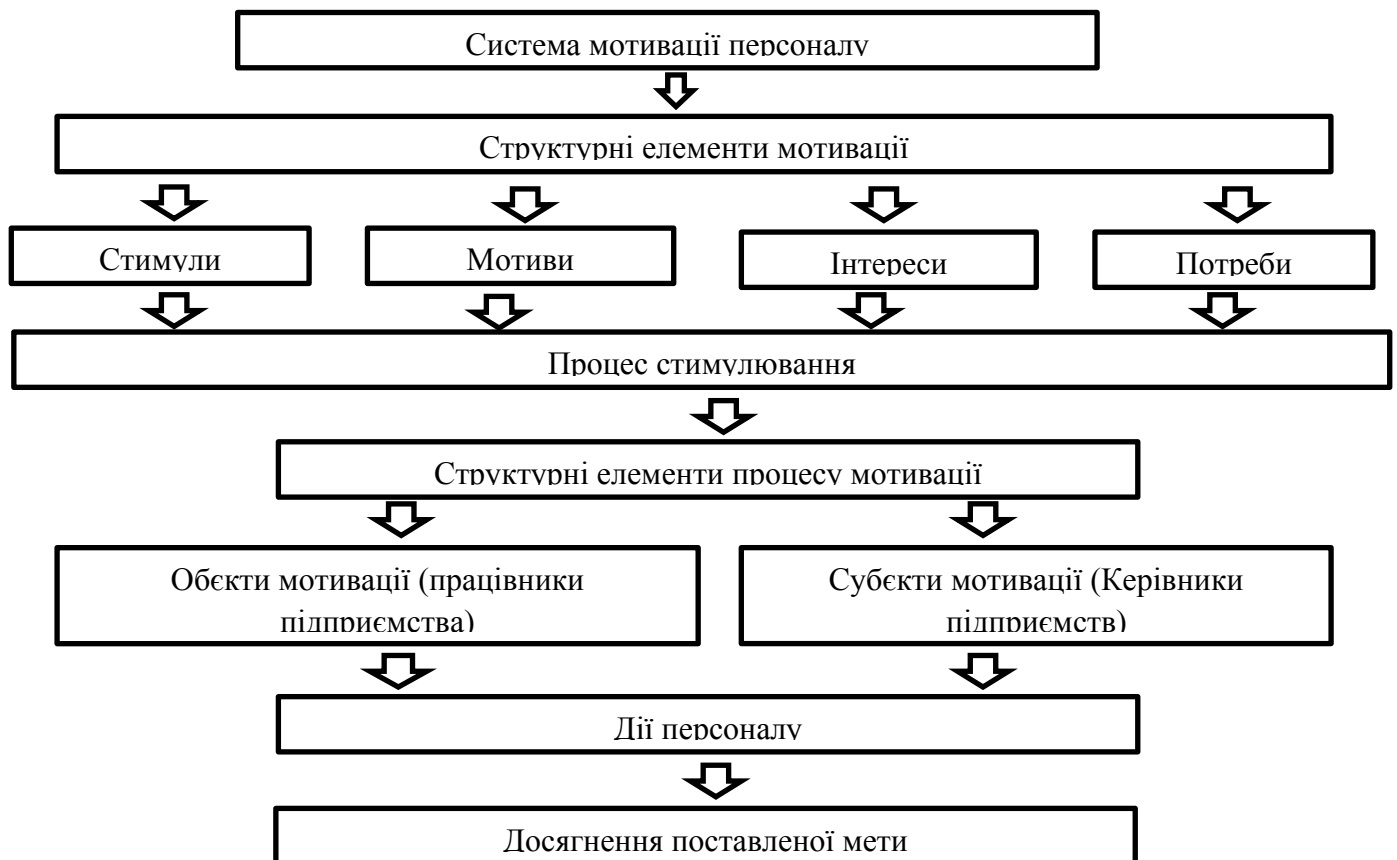 Система мотивації персоналу
Структурні елементи мотивації
Стимули
Мотиви
Інтереси
Потреби
Процес стимулювання
Структурні елементи процесу мотивації
Обєкти мотивації (працівники
підприємства)
Субєкти мотивації (Керівники
підприємств)
Дії персоналу
Досягнення поставленої мети